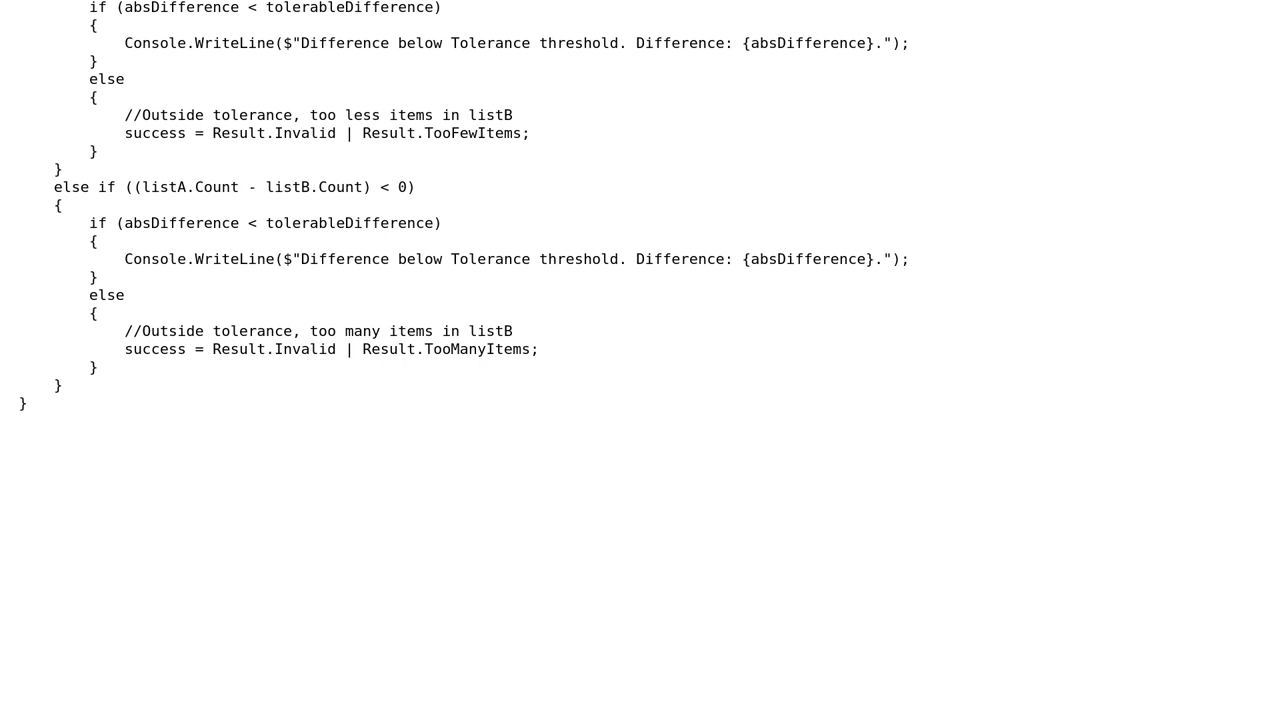 if (absDifference < tolerableDifference)
{
Console.WriteLine($"Difference below Tolerance threshold. Difference: {absDifference}.");
}
else
{
//Outside tolerance, too less items in listB
success = Result.Invalid | Result.TooFewItems;
}
}
else if ((listA.Count - listB.Count) < 0)
{
if (absDifference < tolerableDifference)
{
Console.WriteLine($"Difference below Tolerance threshold. Difference: {absDifference}.");
}
else
{
//Outside tolerance, too many items in listB
success = Result.Invalid | Result.TooManyItems;
}
}
}